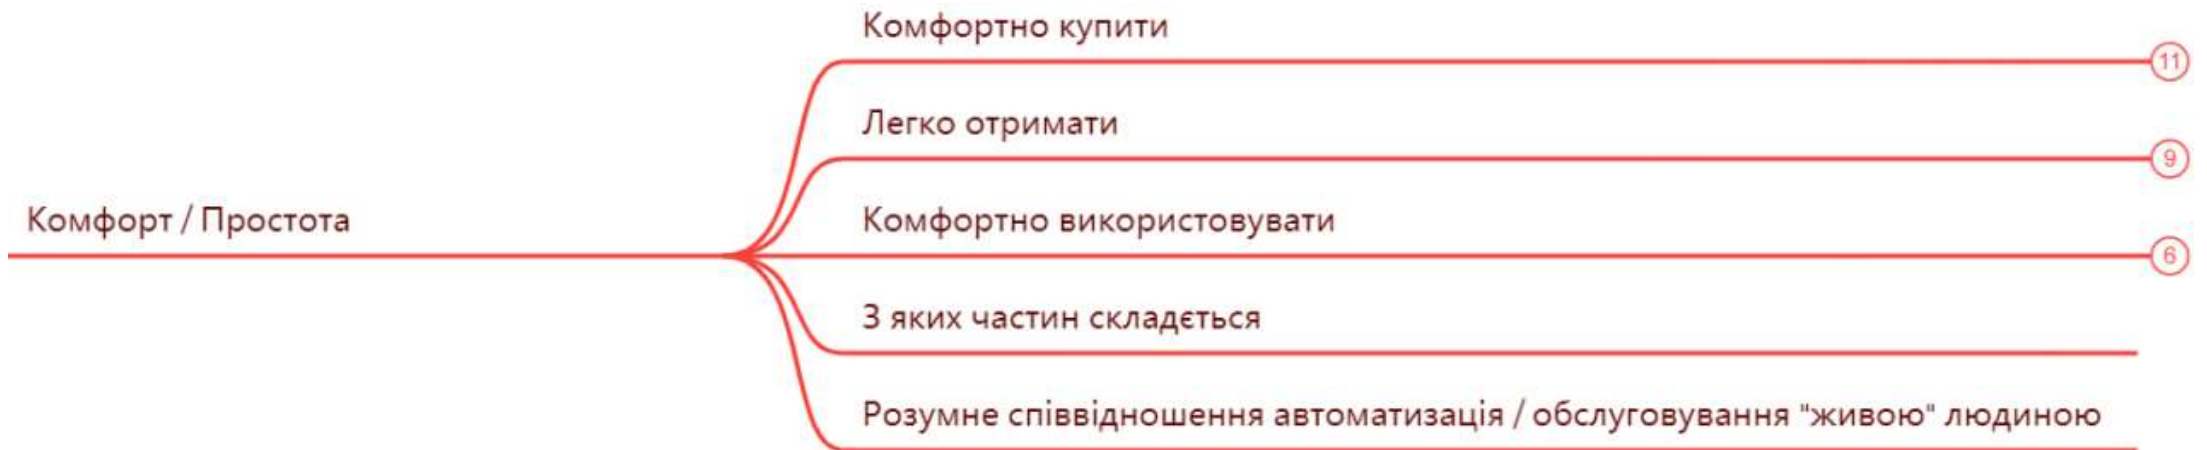 Комфортно купити
11
Легко отримати
9
Комфорт / Простота
Комфортно використовувати
6
З яких частин складється
Розумне співвідношення автоматизація / обслуговування "живою" людиною